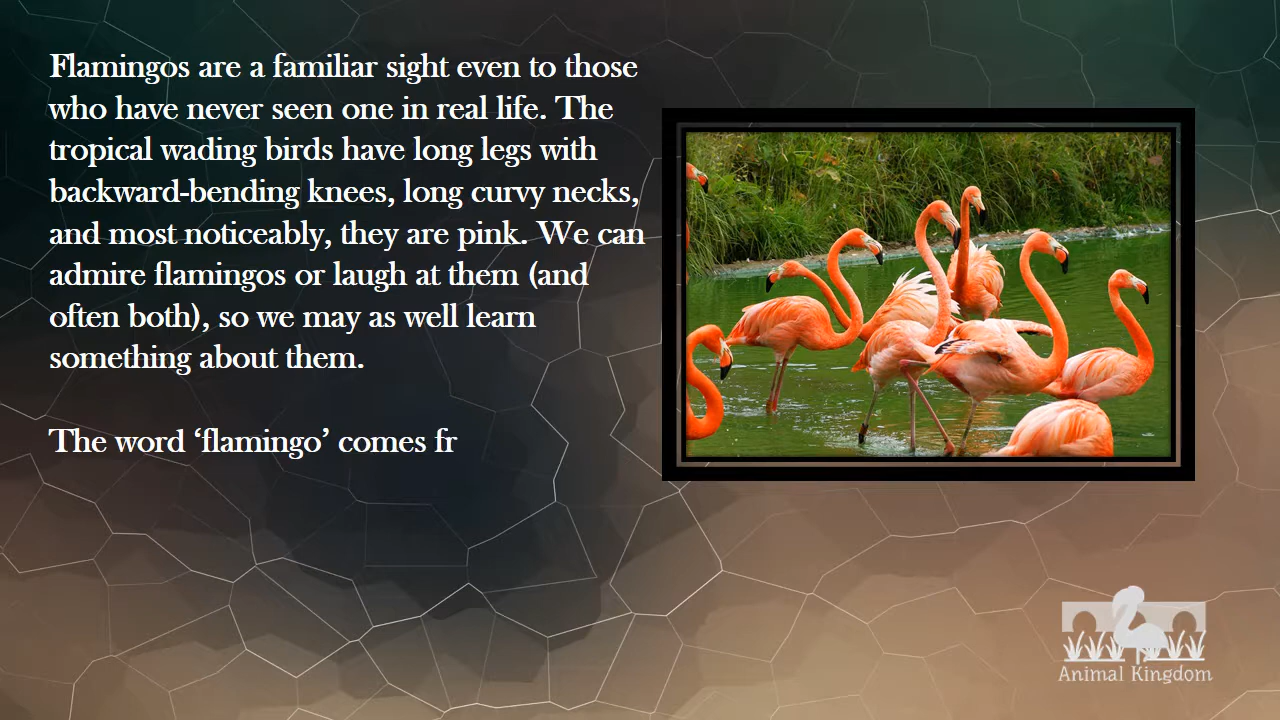 Flamingos are a familiar sight even to those
who have never seen one in real life. The
tropical wading birds have long legs with
backward-bending knees, long curvy necks,
and most noticeably, they are pink. We can
admire flamingos or laugh at them (and
often both), so we may as well learn
something about them.
The word ‘flamingo’ comes fr
Animal Kingdom